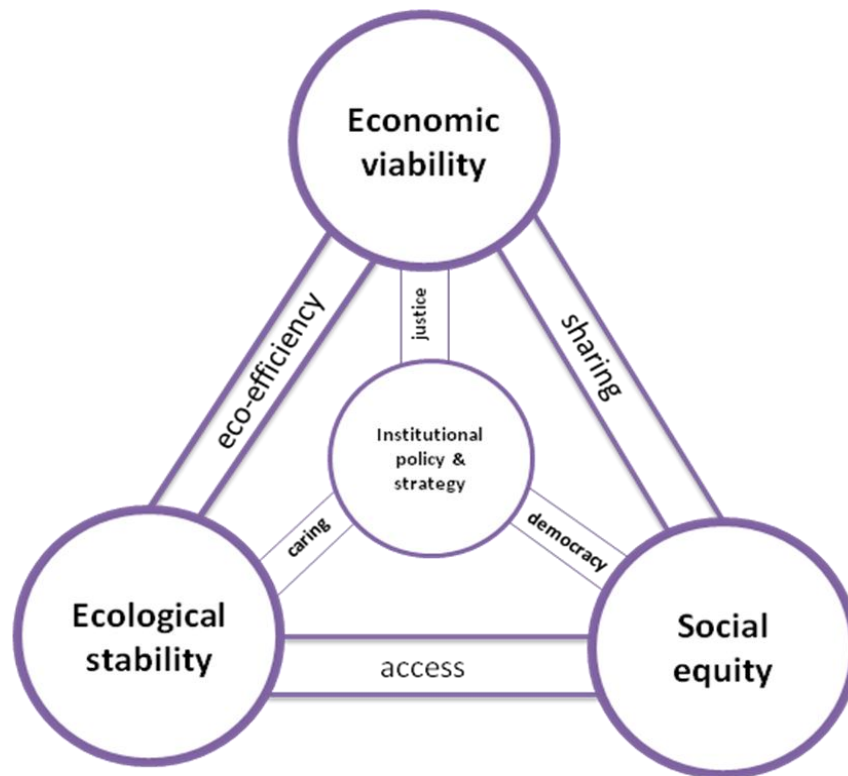 Economic
viability
eco-efficiency
justice
sharing
Institutional
policy &
strategy
caring
democracy
Ecological
stability
access
Social
equity